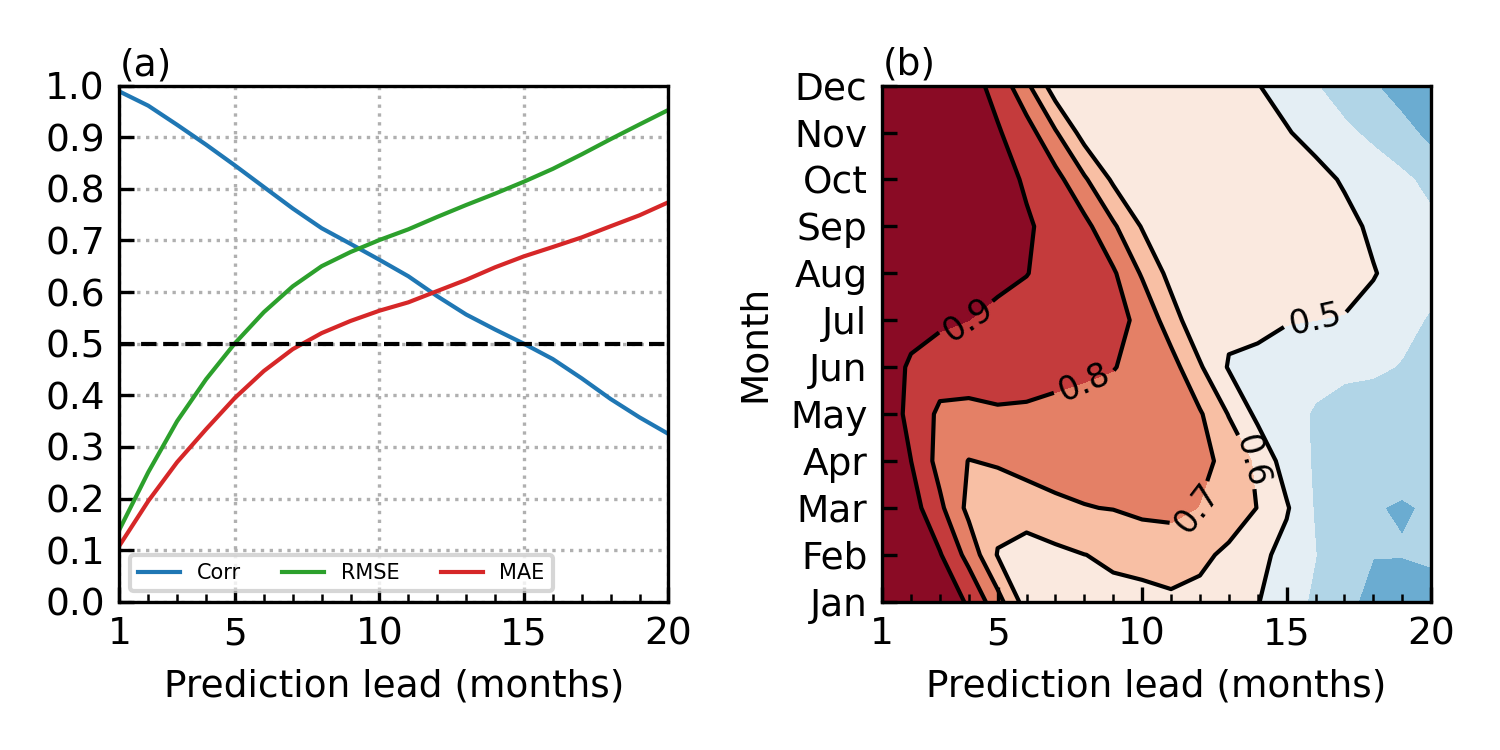 (a)
1.0
0.9
0.8
0.7
0.6
0.5
0.4
0.3
0.2
0.1
0.0
Corr RMSE MAE
1 5 10 15 20
Prediction lead (months)
(b)
Month
Dec
Nov
Oct
Sep
Aug
Jul
Jun
May
Apr
Mar
Feb
Jan
0.9
0.5
0.8
0.6
0.7
1 5 10 15 20
Prediction lead (months)